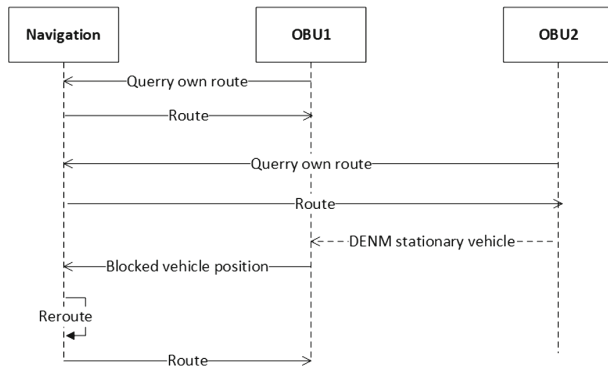 Navigation
OBU1
OBU2
Querry own route
Route
Querry own route
Route
DENM stationary vehicle
Blocked vehicle position
Reroute
Route